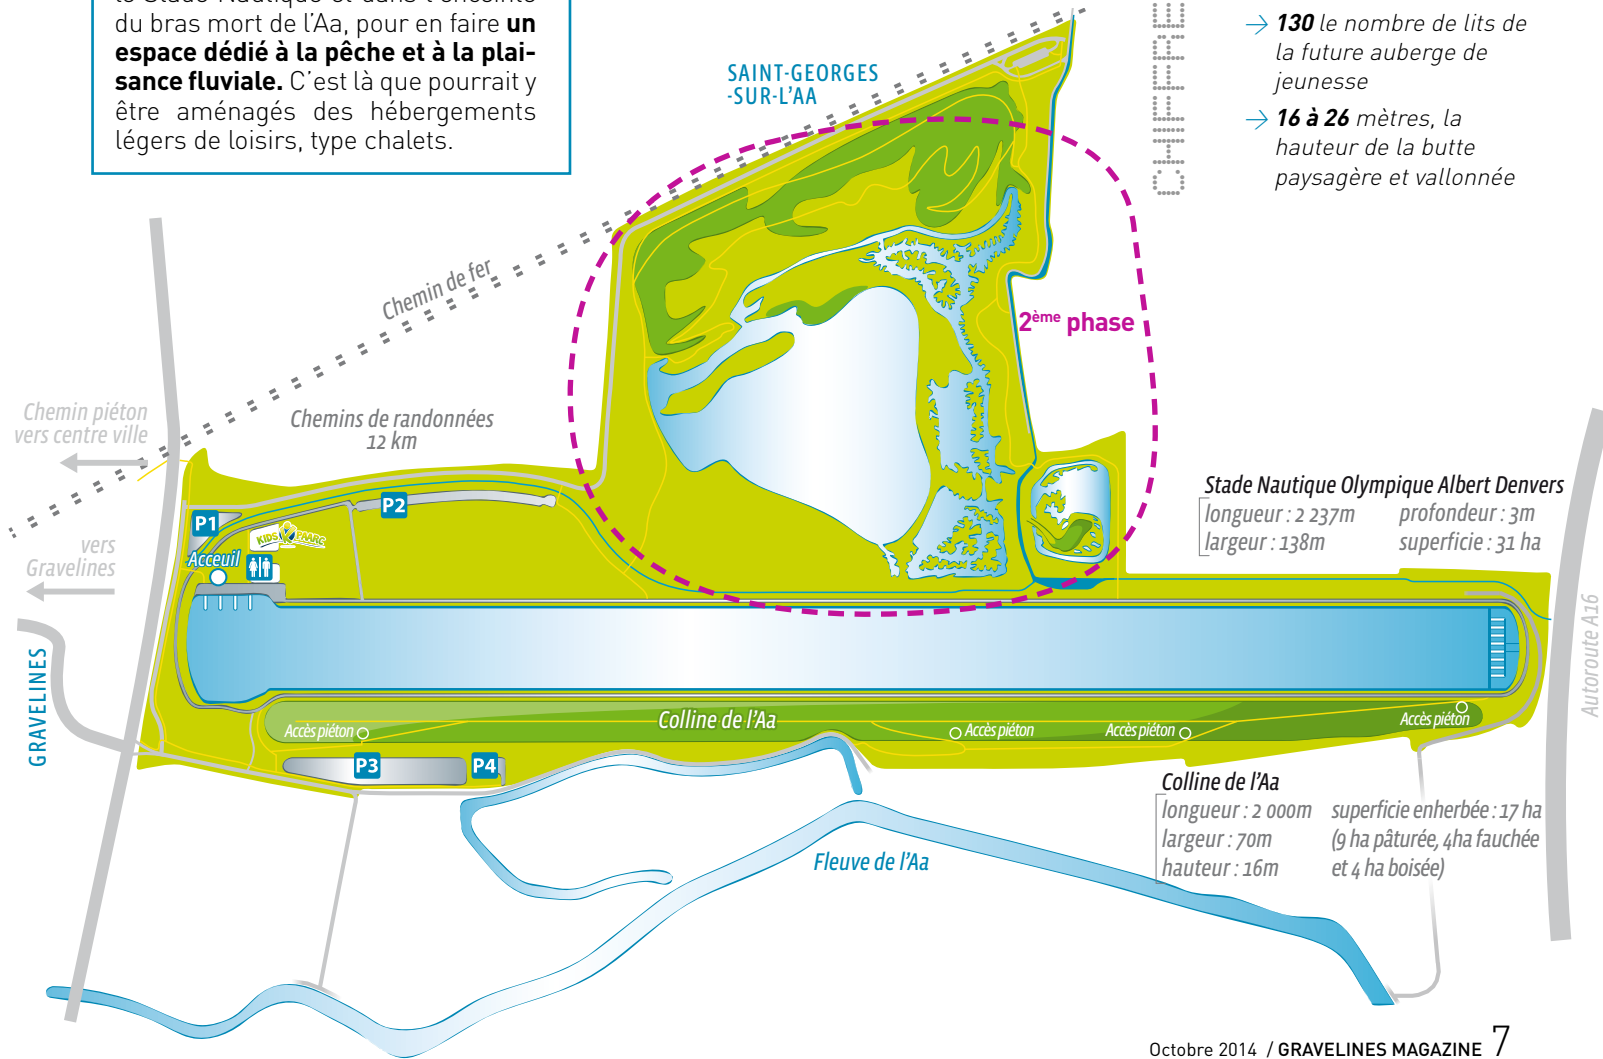 du bras mort de l'Aa, pour en faire un
espace dédié à la pêche et à la plai-
sance fluviale. C'est là que pourrait y
être aménagés des hébergements
légers de loisirs, type chalets.
CHIFFRE
→ 130 le nombre de lits de
la future auberge de
jeunesse
→ 16 à 26 mètres, la
hauteur de la butte
paysagère et vallonnée
SAINT-GEORGES
-SUR-L'AA
Chemin de fer
2ème phase
Chemin piéton
vers centre ville
Chemins de randonnées
12 km
vers
Gravelines
GRAVELINES
P1
P2
KIDS PAARC
Acceuil
Stade Nautique Olympique Albert Denvers
longueur : 2 237m
largeur : 138m
profondeur : 3m
superficie : 31 ha
Autoroute A16
Colline de l'Aa
Accès piéton
Accès piéton
Accès piéton
Accès piéton
P3
P4
Fleuve de l'Aa
Colline de l'Aa
longueur : 2 000m
largeur : 70m
hauteur : 16m
superficie enherbée : 17 ha
(9 ha pâturée, 4ha fauchée
et 4 ha boisée)
Octobre 2014 / GRAVELINES MAGAZINE 7